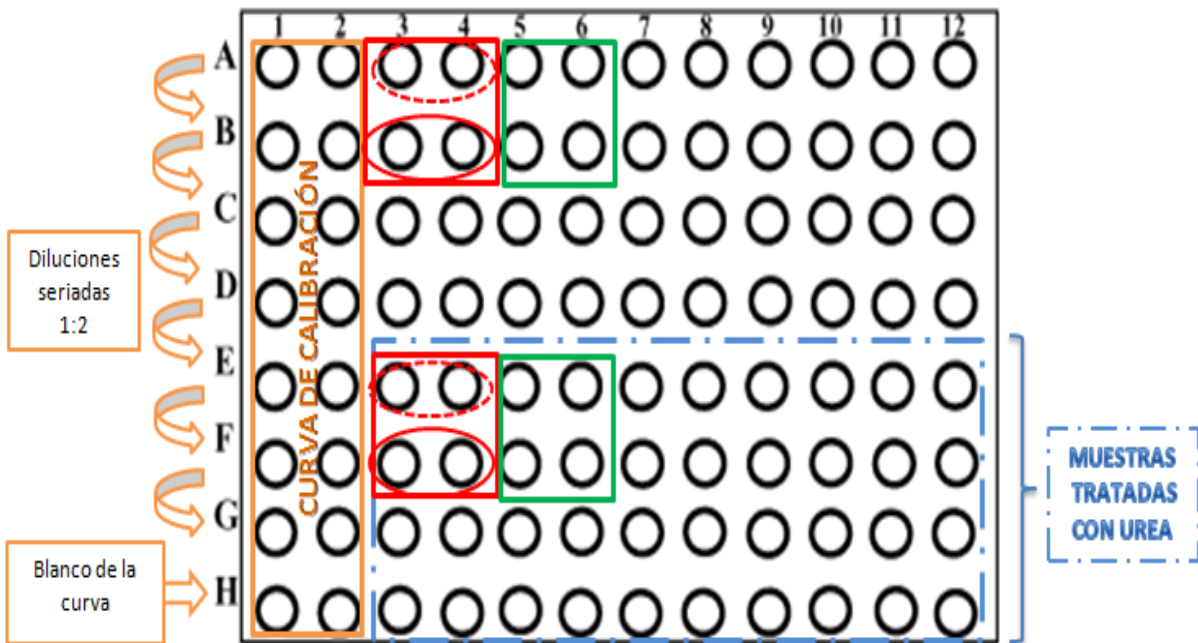 1 2 3 4 5 6 7 8 9 10 11 12
A
B
C
D
E
F
G
H
Diluciones
seriadas
1:2
Blanco de la
curva
CURVA DE CALIBRACIÓN
MUESTRAS
TRATADAS
CON UREA